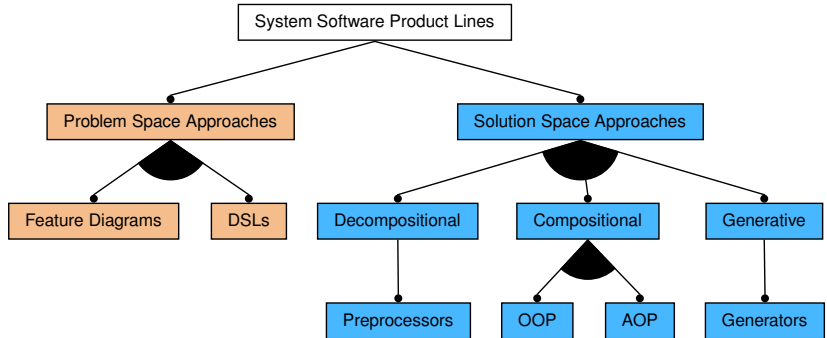 System Software Product Lines
Problem Space Approaches
Solution Space Approaches
Feature Diagrams
DSLs
Decompositional
Compositional
Generative
Preprocessors
OOP
AOP
Generators